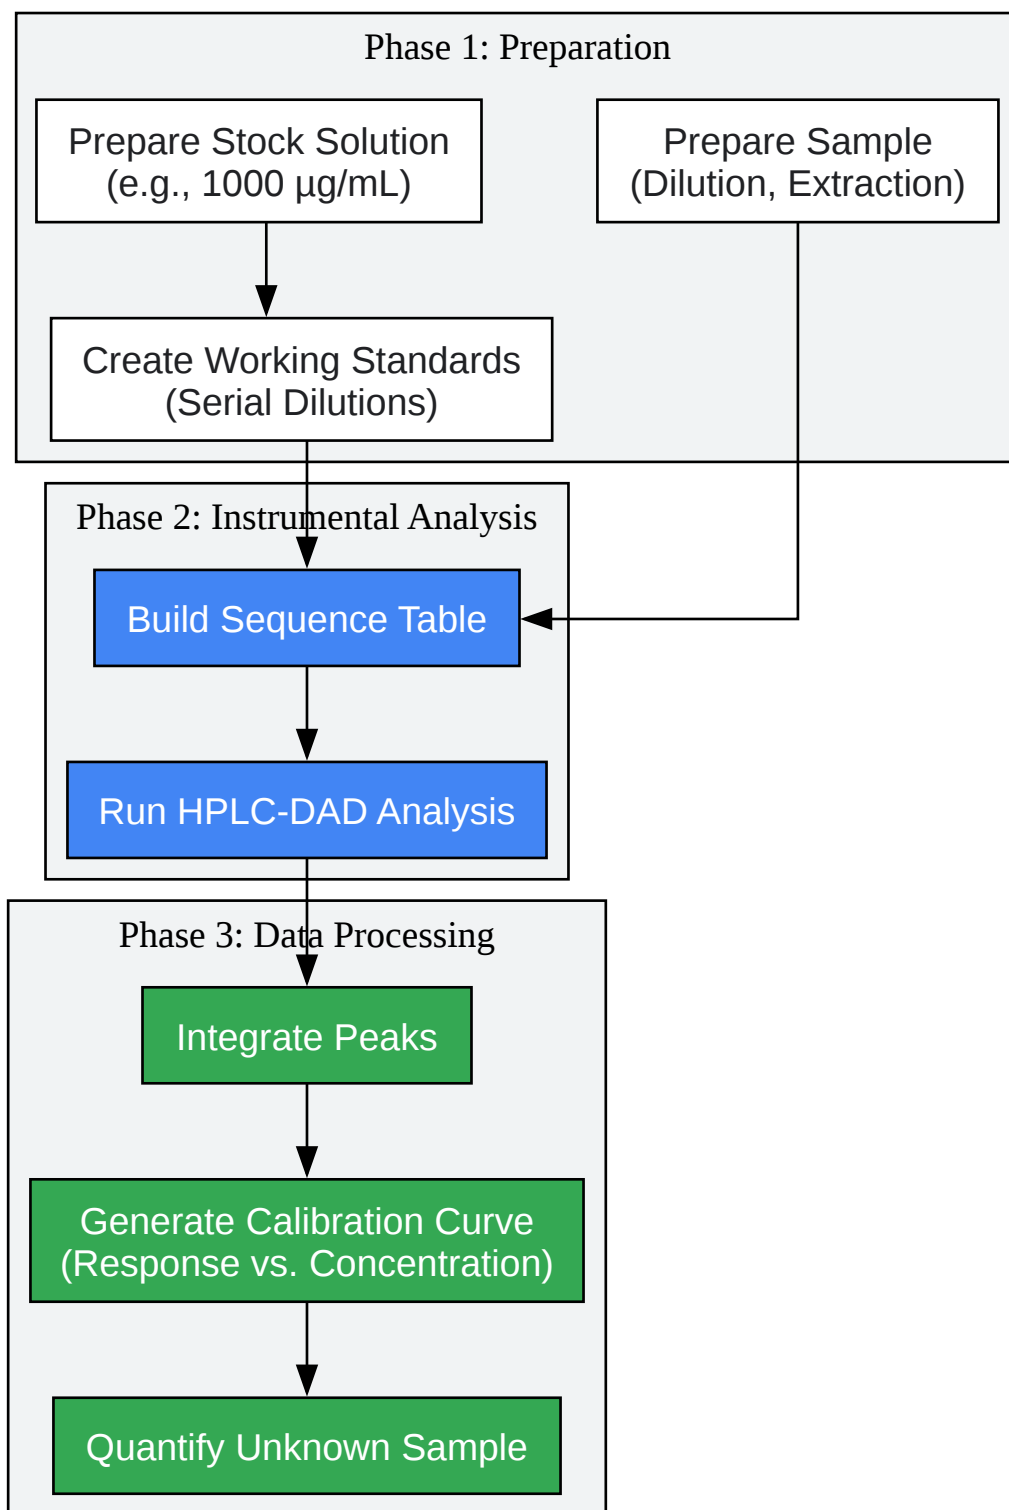 Phase 1: Preparation
Prepare Stock Solution
(e.g., 1000 µg/mL)
Prepare Sample
(Dilution, Extraction)
Create Working Standards
(Serial Dilutions)
Phase 2: Instrumental Analysis
Build Sequence Table
Run HPLC-DAD Analysis
Phase 3: Data Processing
Integrate Peaks
Generate Calibration Curve
(Response vs. Concentration)
Quantify Unknown Sample